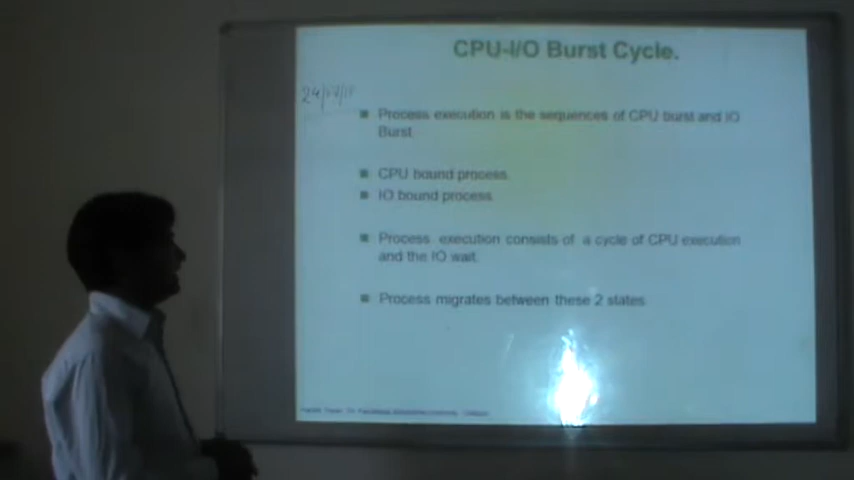 CPU-I/O Burst Cycle.
Process execution is the sequences of CPU burst and IO
Burst
CPU bound process
IO bound process
Process execution consists of a cycle of CPU execution
and the IO wait
Process migrates between these 2 states